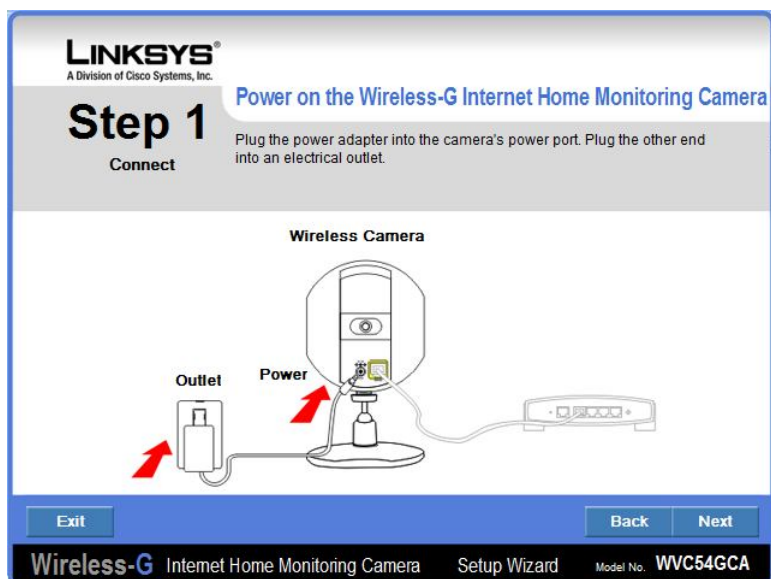 LINKSYS®
A Division of Cisco Systems, Inc.
Step 1
Connect
Power on the Wireless-G Internet Home Monitoring Camera
Plug the power adapter into the camera's power port. Plug the other end
into an electrical outlet.
Wireless Camera
Outlet
Power
Exit
Back
Next
Wireless-G Internet Home Monitoring Camera Setup Wizard Model No. WVC54GCA